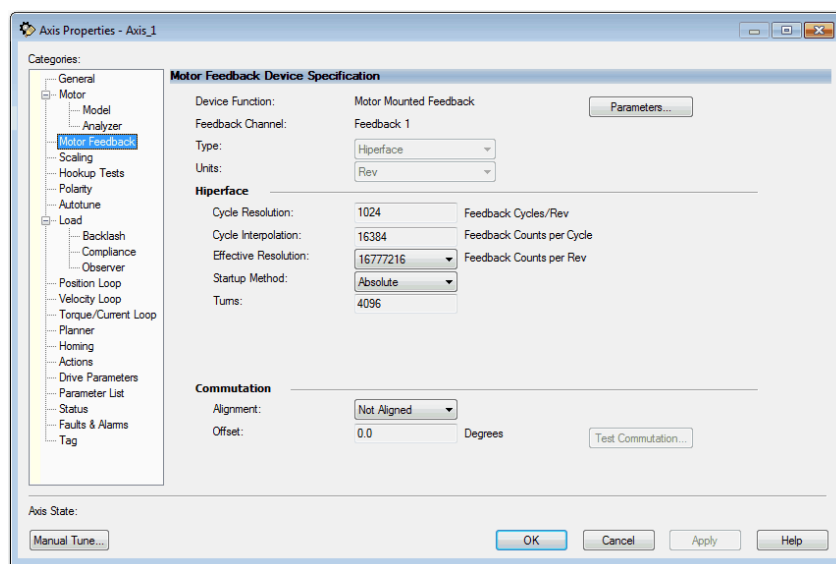 Axis Properties - Axis_1
Categories:
General
Motor
Model
Analyzer
Motor Feedback
Scaling
Hookup Tests
Polarity
Autotune
Load
Backlash
Compliance
Observer
Position Loop
Velocity Loop
Torque/Current Loop
Planner
Homing
Actions
Drive Parameters
Parameter List
Status
Faults & Alarms
Tag
Motor Feedback Device Specification
Device Function: Motor Mounted Feedback Parameters...
Feedback Channel: Feedback 1
Type: Hiperface
Units: Rev
Hiperface
Cycle Resolution: 1024 Feedback Cycles/Rev
Cycle Interpolation: 16384 Feedback Counts per Cycle
Effective Resolution: 16777216 Feedback Counts per Rev
Startup Method: Absolute
Turns: 4096
Commutation
Alignment: Not Aligned
Offset: 0.0 Degrees Test Commutation...
Axis State:
Manual Tune... OK Cancel Apply Help